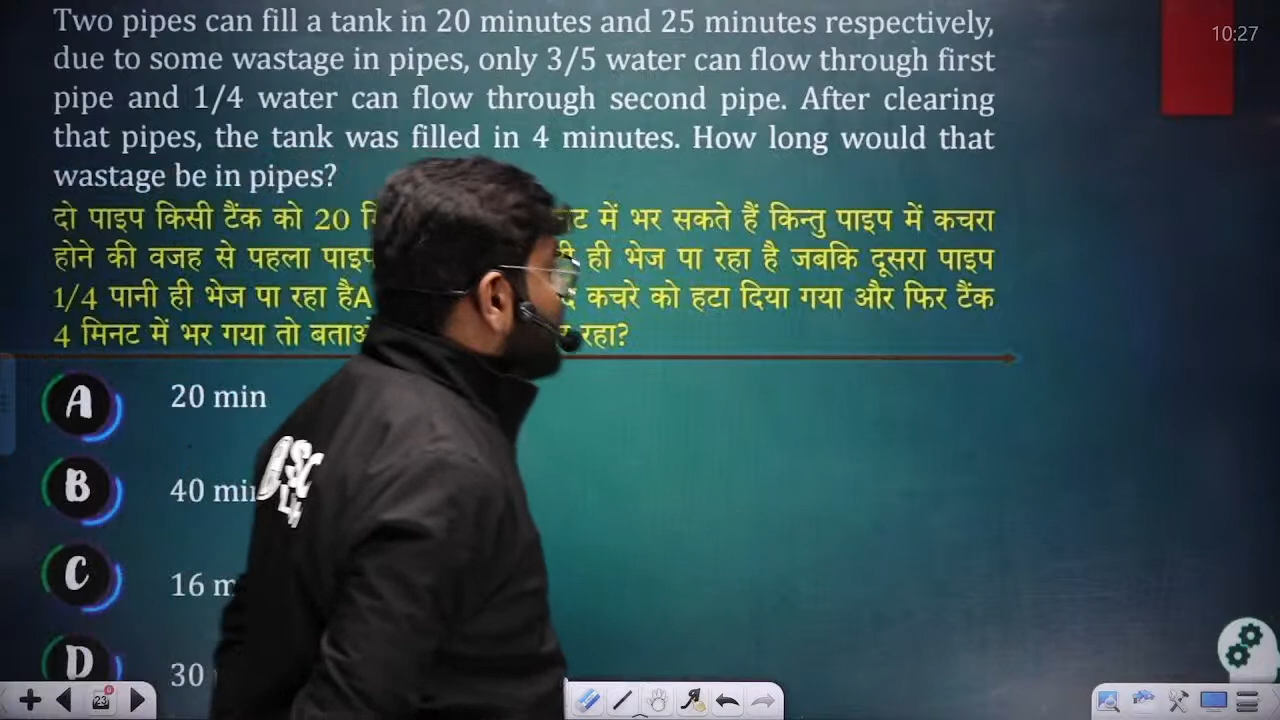 Two pipes can fill a tank in 20 minutes and 25 minutes respectively,
10:27
due to some wastage in pipes, only 3/5 water can flow through first
pipe and 1/4 water can flow through second pipe. After clearing
that pipes, the tank was filled in 4 minutes. How long would that
wastage be in pipes?
दो पाइप किसी टैंक को 20 में भर सकते हैं किन्तु पाइप में कचरा
होने की वजह से पहला पाइप ही भेज पा रहा है जबकि दूसरा पाइप
1/4 पानी ही भेज पा रहा हैA कचरे को हटा दिया गया और फिर टैंक
4 मिनट में भर गया तो रहा?
A 20 min
B 40 min
C 16
D 30
23